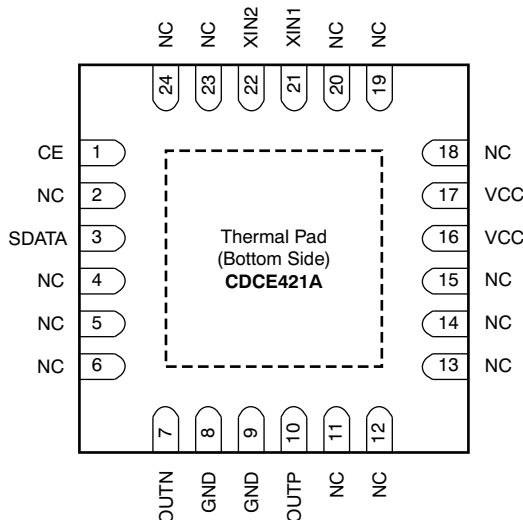 NC NC XIN2 XIN1 NC NC
24 23 22 21 20 19
CE 1 18 NC
NC 2 17 VCC
SDATA 3 16 VCC
NC 4 15 NC
NC 5 14 NC
NC 6 13 NC
Thermal Pad
(Bottom Side)
CDCE421A
7 8 9 10 11 12
OUTN GND GND OUTP NC NC